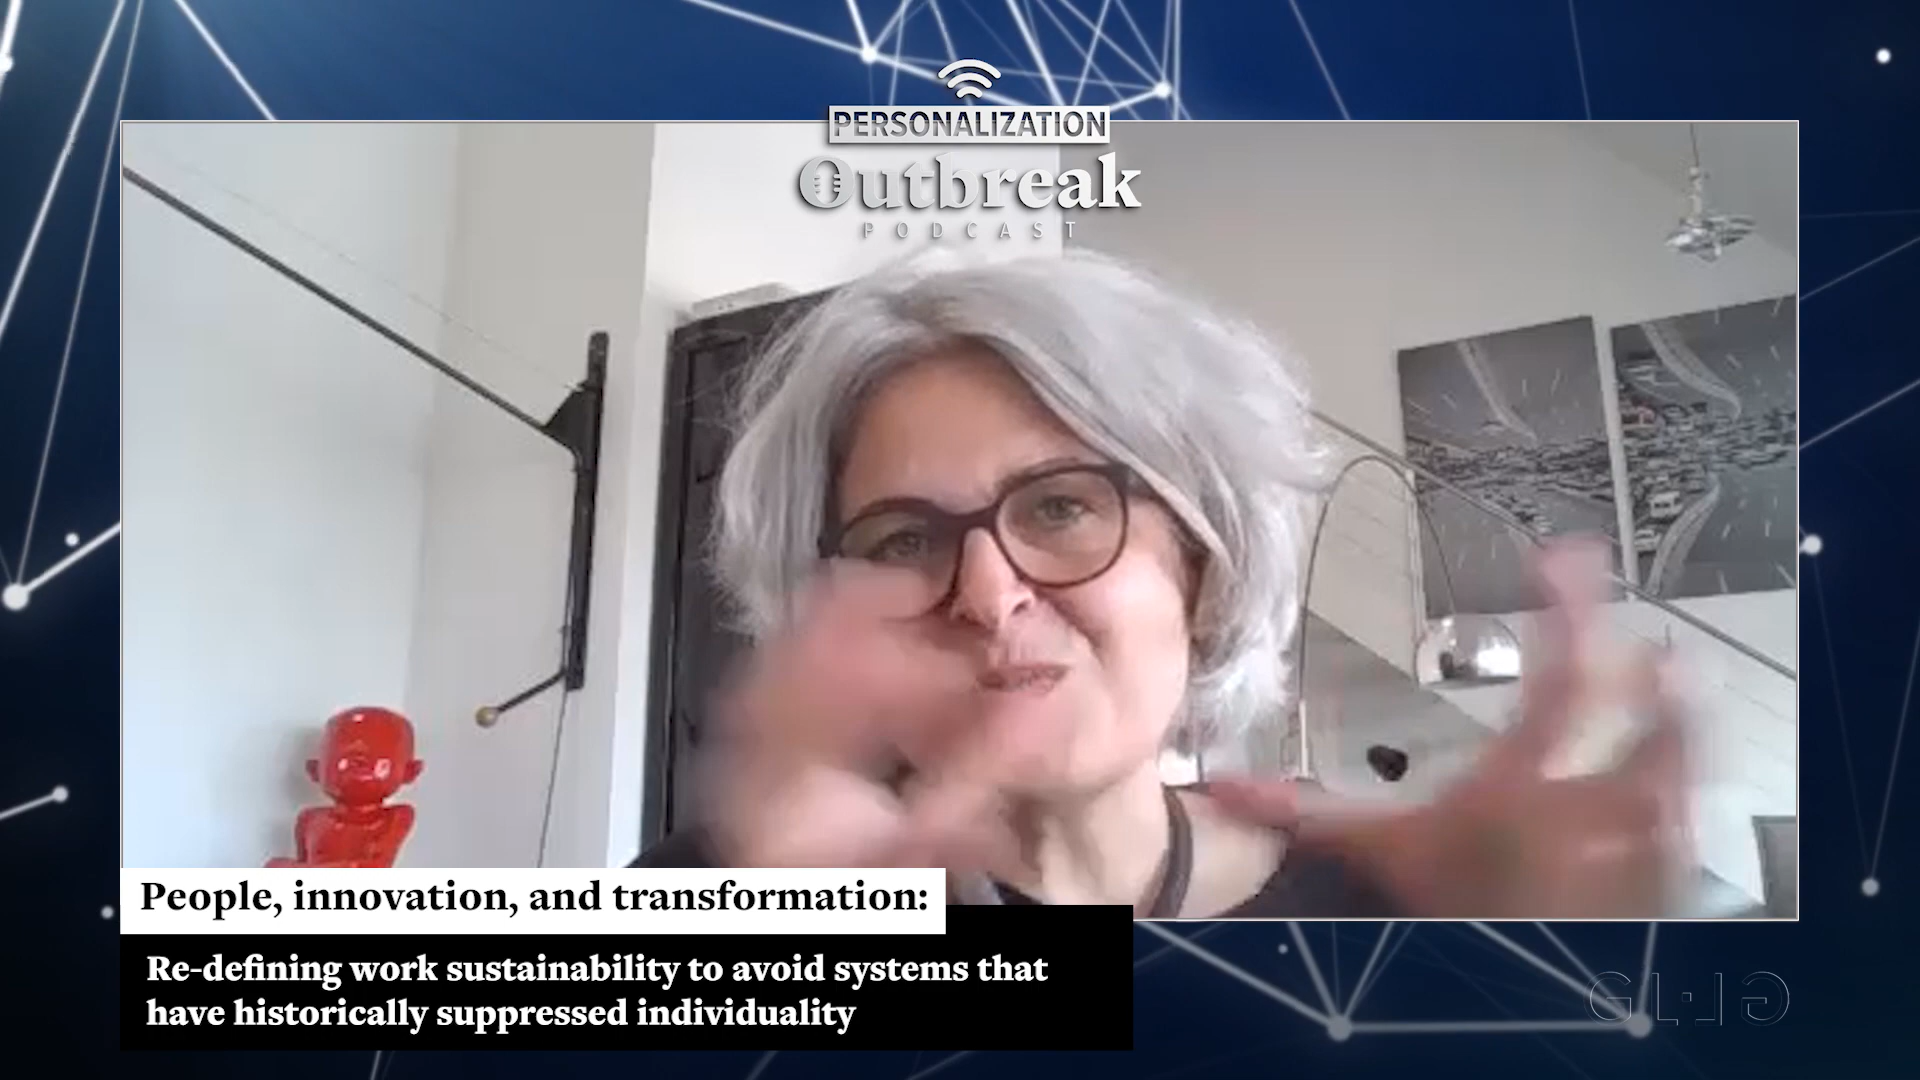 PERSONALIZATION
Outbreak
PODCAST
People, innovation, and transformation:
Re-defining work sustainability to avoid systems that
have historically suppressed individuality